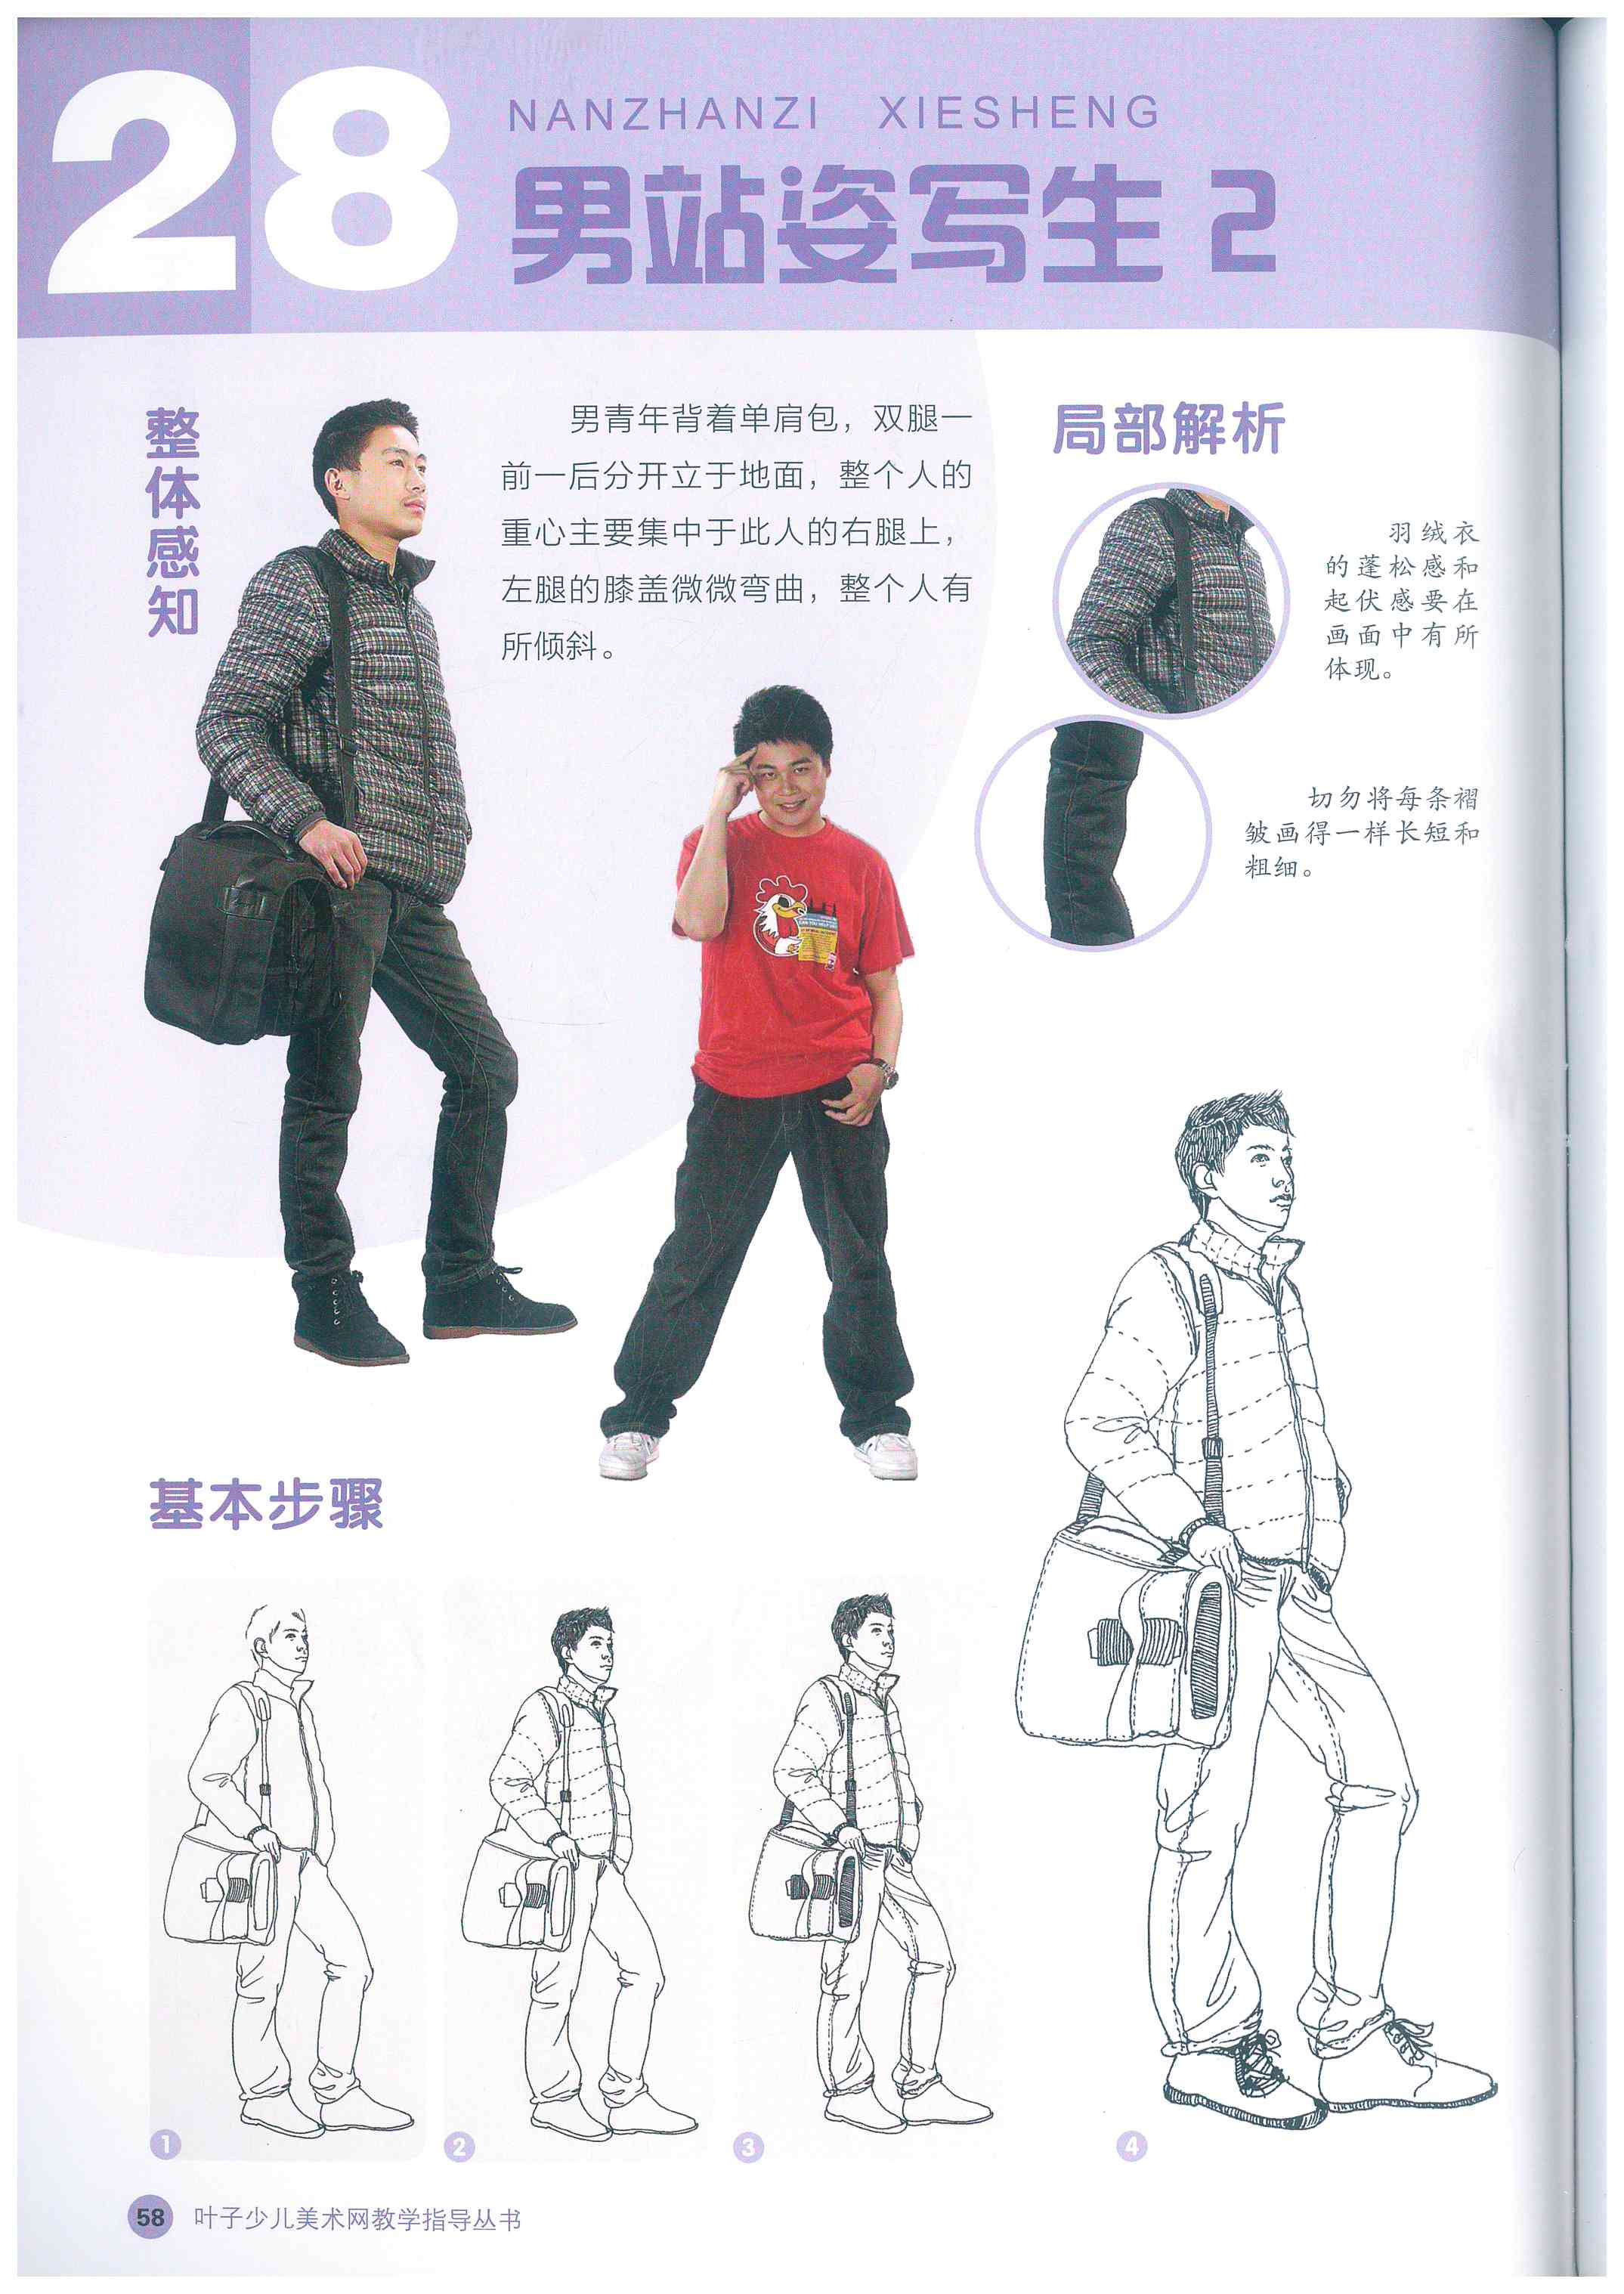 28
NANZHANZI XIESHENG
男站姿写生 2
整体感知
男青年背着单肩包，双腿一
前一后分开立于地面，整个人的
重心主要集中于此人的右腿上，
左腿的膝盖微微弯曲，整个人有
所倾斜。
局部解析
羽绒衣
的蓬松感和
起伏感要在
画面中有所
体现。
切勿将每条褶
皱画得一样长短和
粗细。
基本步骤
1
2
3
4
58 叶子少儿美术网教学指导丛书